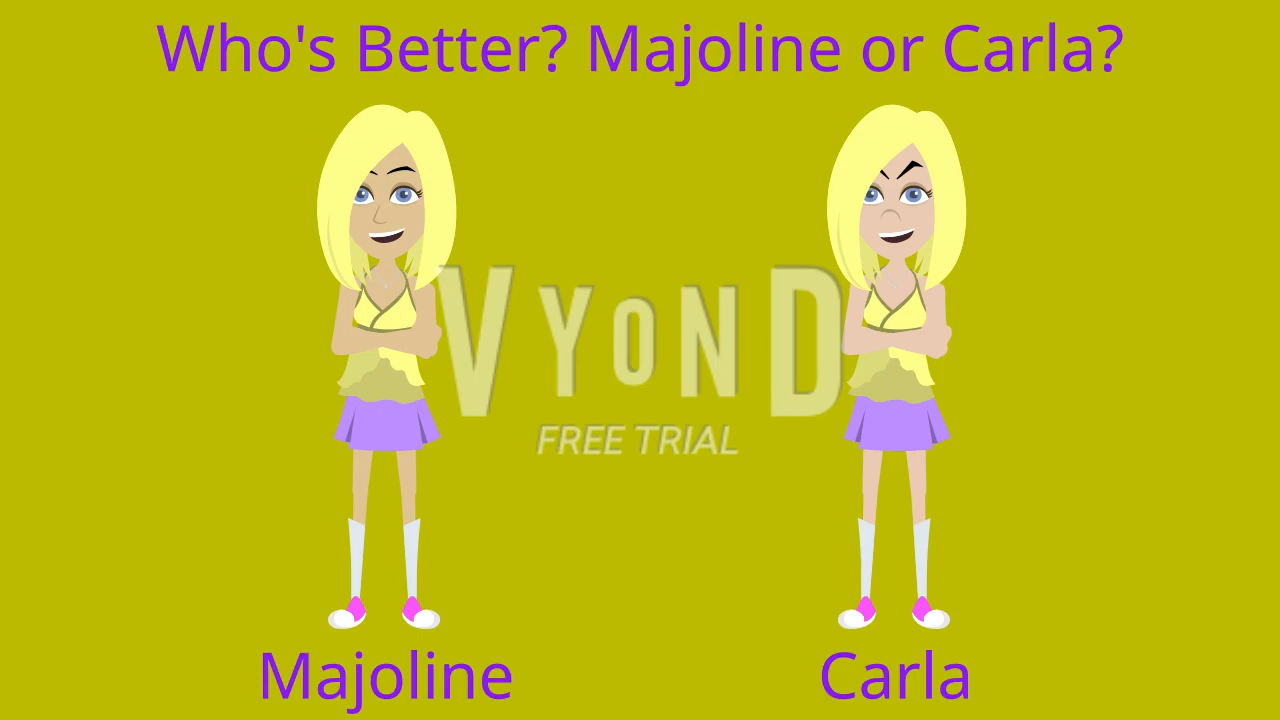 Who's Better? Majoline or Carla?
VYOND
FREE TRIAL
Majoline
Carla